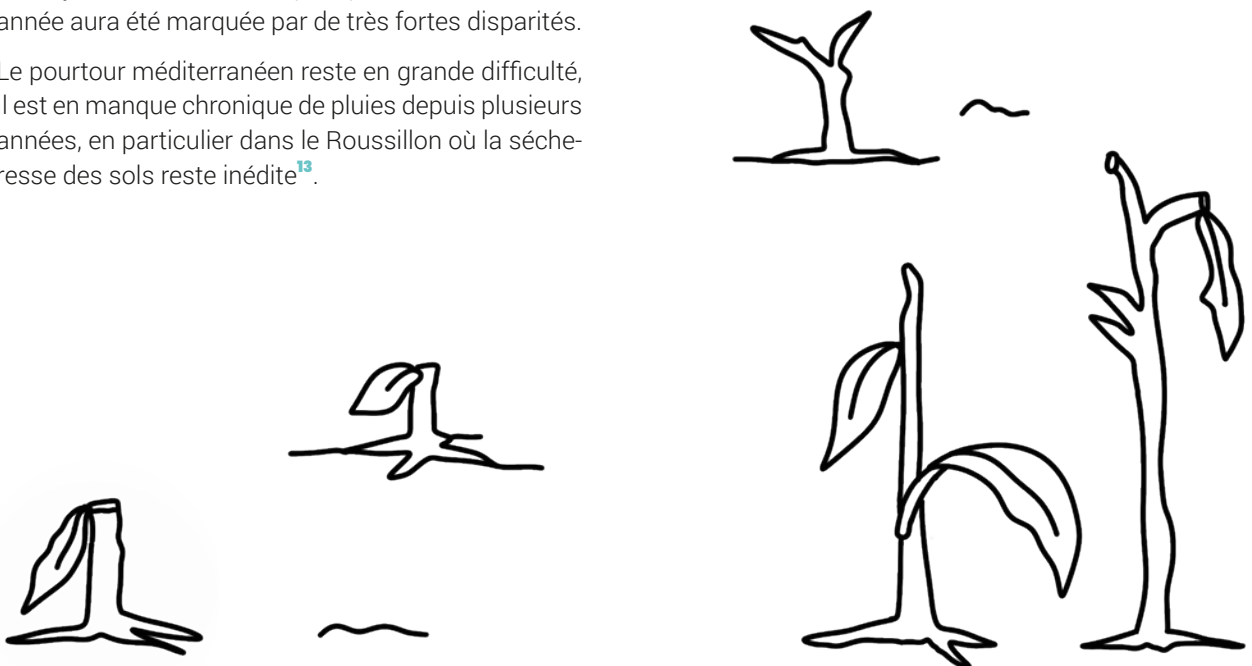 année aura été marquée par de très fortes disparités.
Le pourtour méditerranéen reste en grande difficulté,
il est en manque chronique de pluies depuis plusieurs
années, en particulier dans le Roussillon où la séche-
resse des sols reste inédite13.